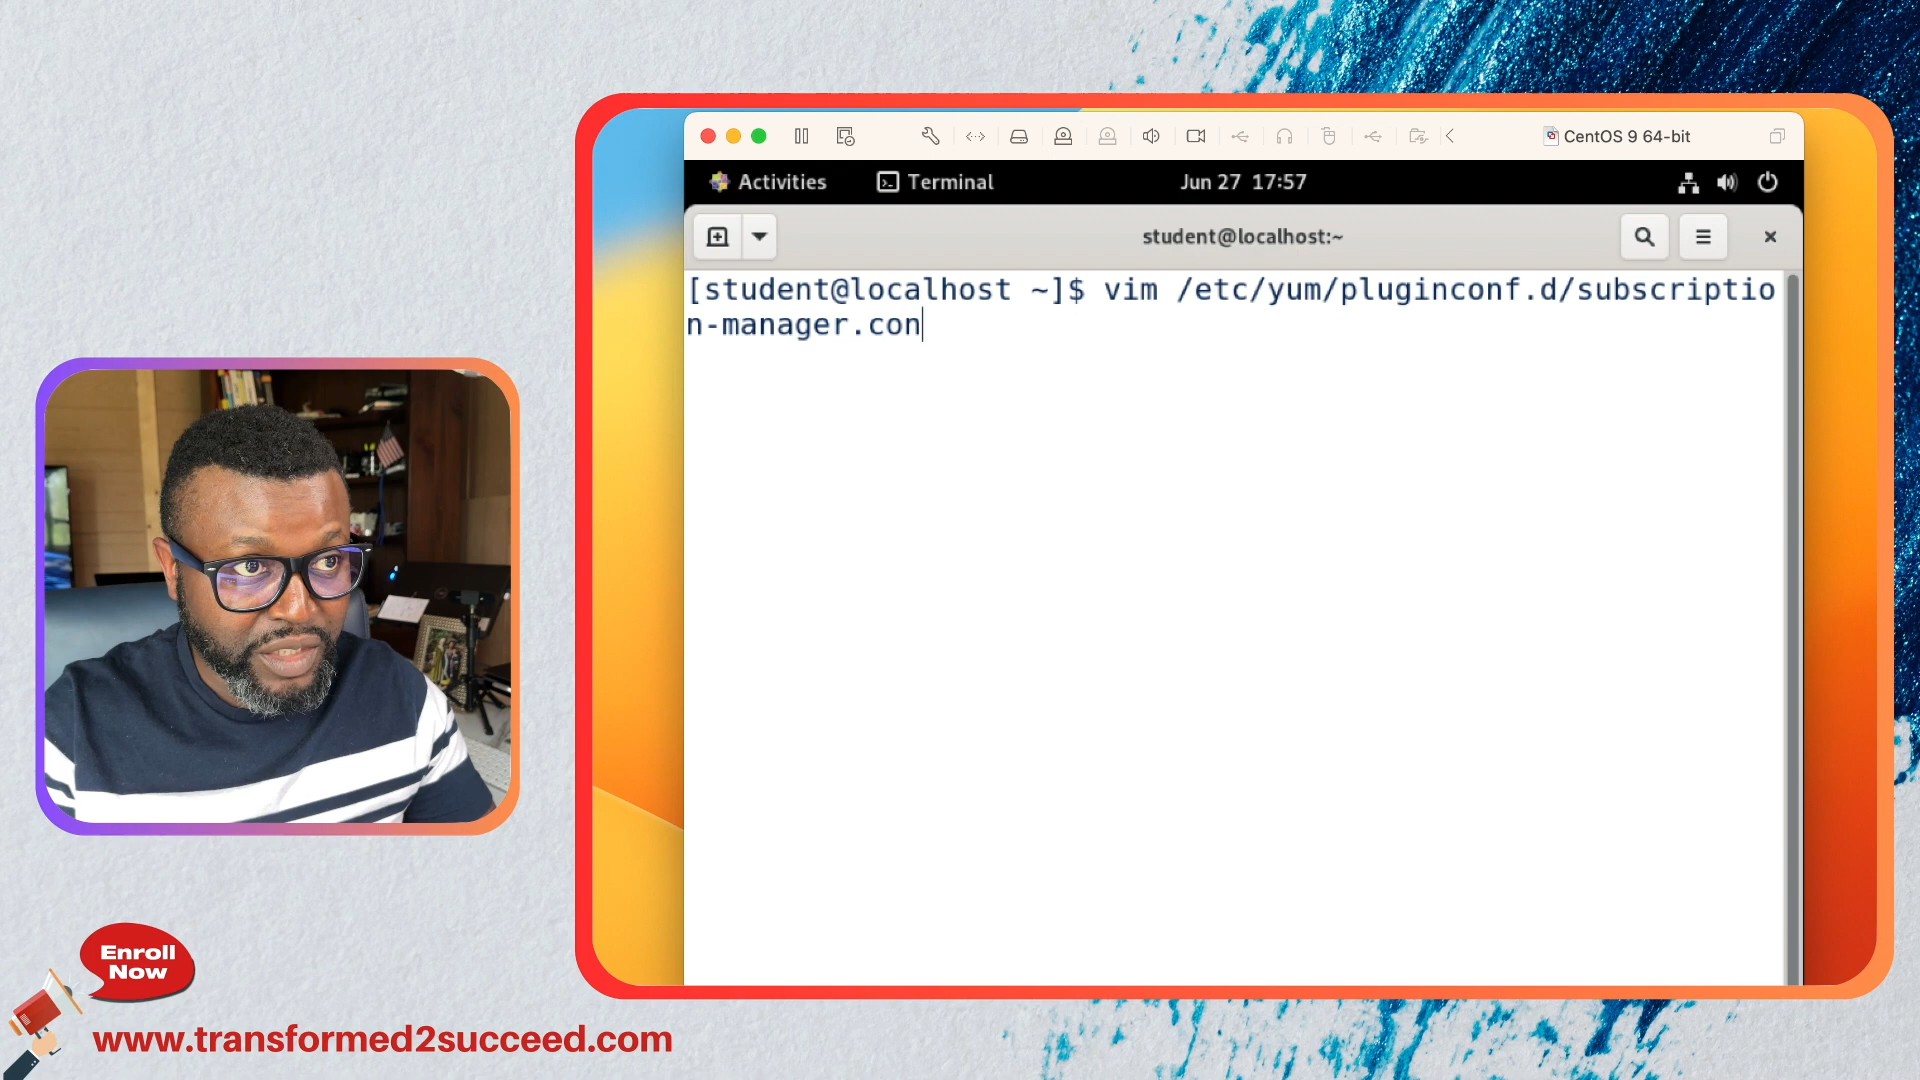 CentOS 9 64-bit
Activities
Terminal
Jun 27 17:57
student@localhost:~
[student@localhost ~]$ vim /etc/yum/pluginconf.d/subscriptio
n-manager.con
Enroll
Now
www.transformed2succeed.com